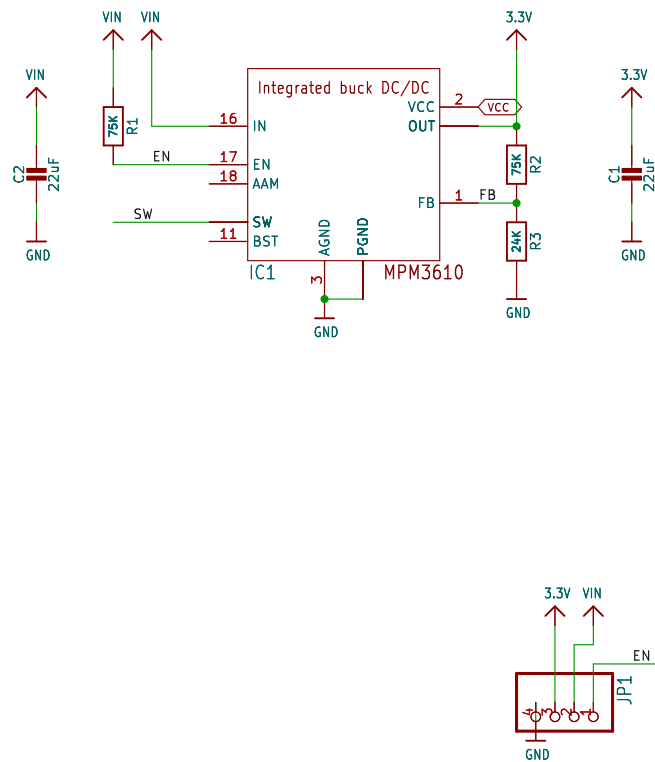 VIN
VIN
3.3V
VIN
3.3V
Integrated buck DC/DC
VCC
2
VCC
75K
R1
16
IN
OUT
EN
17
EN
75K
R2
C2
22uF
18
AAM
C1
22uF
FB
1
FB
SW
SW
11
BST
AGND
PGND
24K
R3
GND
GND
3
IC1
MPM3610
GND
GND
3.3V
VIN
EN
JP1
4
3
2
1
GND